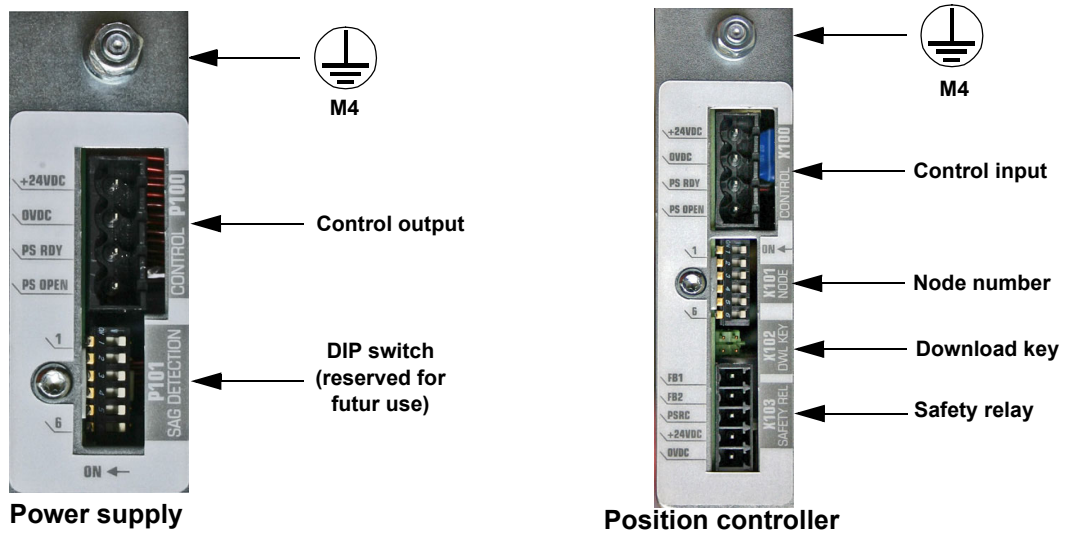 M4
+24VDC
0VDC
PS RDY
PS OPEN
CONTROL P100
Control output
1
6
P101
SAG DETECTION
ON
DIP switch
(reserved for
futur use)
Power supply
M4
+24VDC
0VDC
PS RDY
PS OPEN
CONTROL X100
Control input
ON
1
6
X101
NODE
Node number
X102
DWL KEY
Download key
FB1
FB2
PSRC
+24VDC
0VDC
X103
SAFETY REL
Safety relay
Position controller